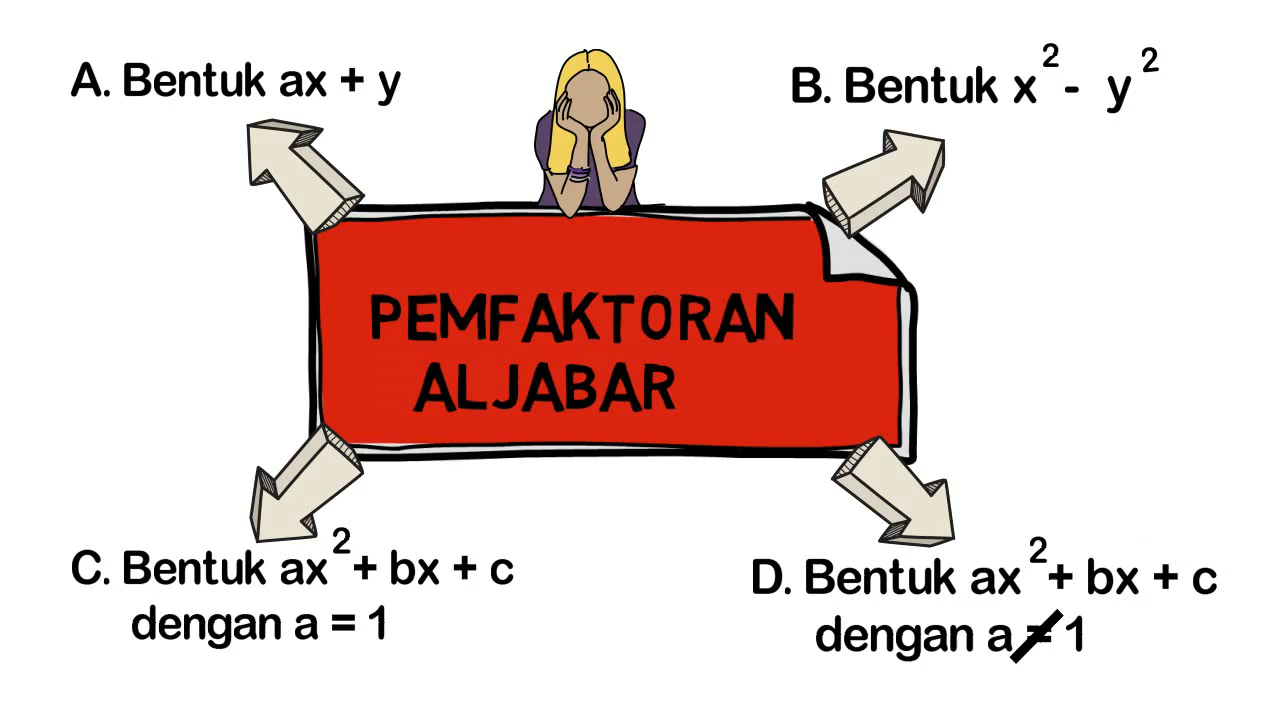 A. Bentuk ax + y
B. Bentuk x² - y²
PEMFAKTORAN
ALJABAR
C. Bentuk ax² + bx + c
dengan a = 1
D. Bentuk ax² + bx + c
dengan a ≠ 1